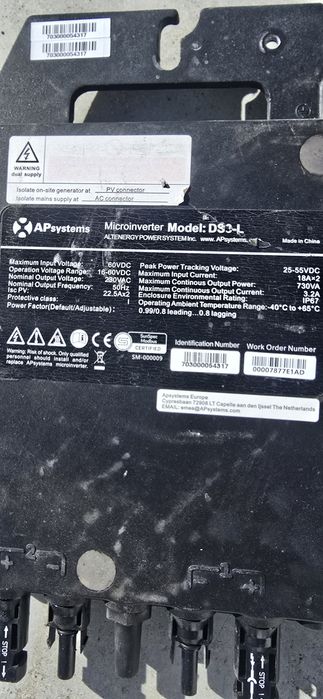 703000054317
703000054317
WARNING
dual supply
Isolate on-site generator at PV connector
Isolate mains supply at AC connector
APsystems
Microinverter Model: DS3-L
ALTENERGY POWER SYSTEM Inc. www. APsystems.
Made in China
Maximum Input Voltage: 60VDC
Operation Voltage Range: 16-60VDC
Nominal Output Voltage: 230VAC
Nominal Output Frequency: 50Hz
Isc PV: 22.5Ax2
Protective class: I
Power Factor(Default/Adjustable): 0.99/0.8 leading...0.8 lagging
Peak Power Tracking Voltage: 25-55VDC
Maximum Input Current: 18A×2
Maximum Continous Output Power: 730VA
Maximum Continuous Output Current: 3.2A
Enclosure Environmental Rating: IP67
Operating Ambient Temperature Range: -40°C to +65°C
Warning: Risk of shock. Only qualified
personnel should install and/or
replace APsystems microinverter.
CE
SunSpec
Modbus
CERTIFIED
SM-000009
Identification Number
703000054317
Work Order Number
00007877E1AD
Apsystems Europe
Cypresbaan 72908 LT Capelle aan den Ijssel The Netherlands
EMAIL: emea@APsystems.com
+ 2 -
+ 1 -
STOP
STOP